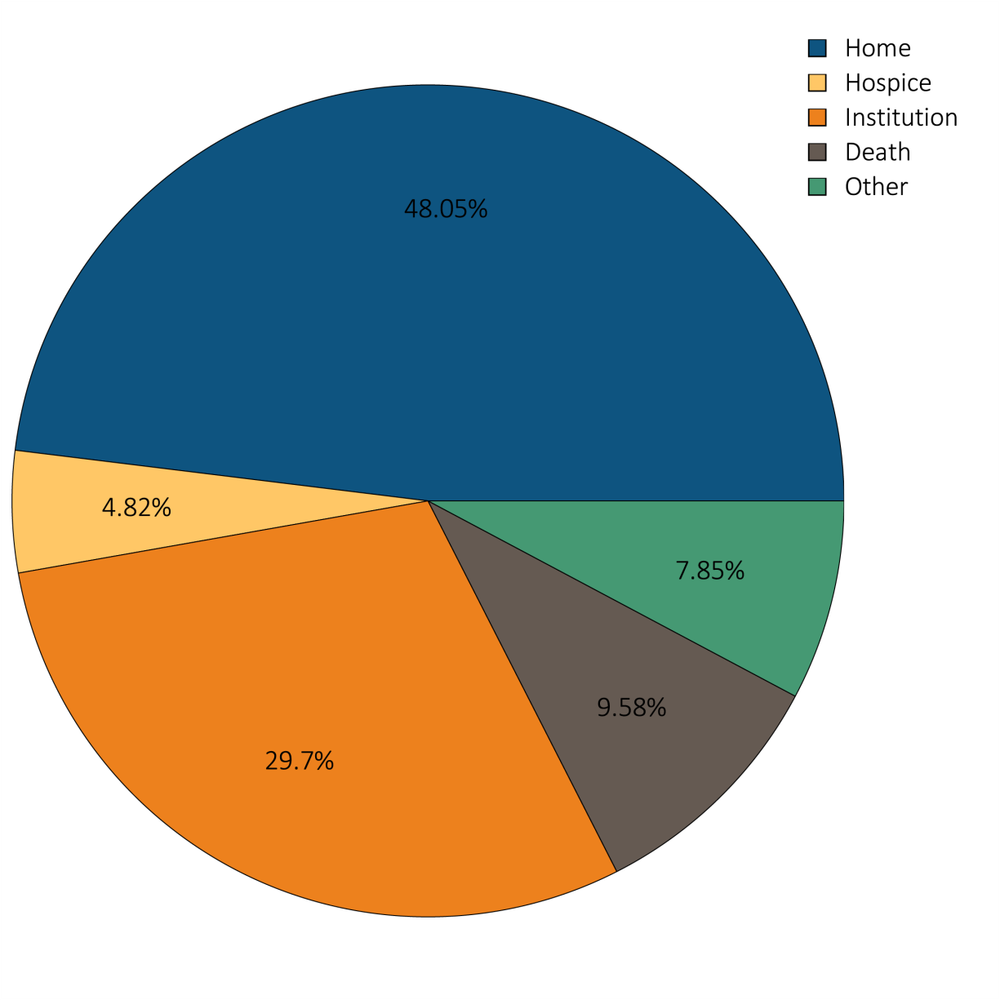 Home
Hospice
Institution
Death
Other
48.05%
4.82%
7.85%
9.58%
29.7%